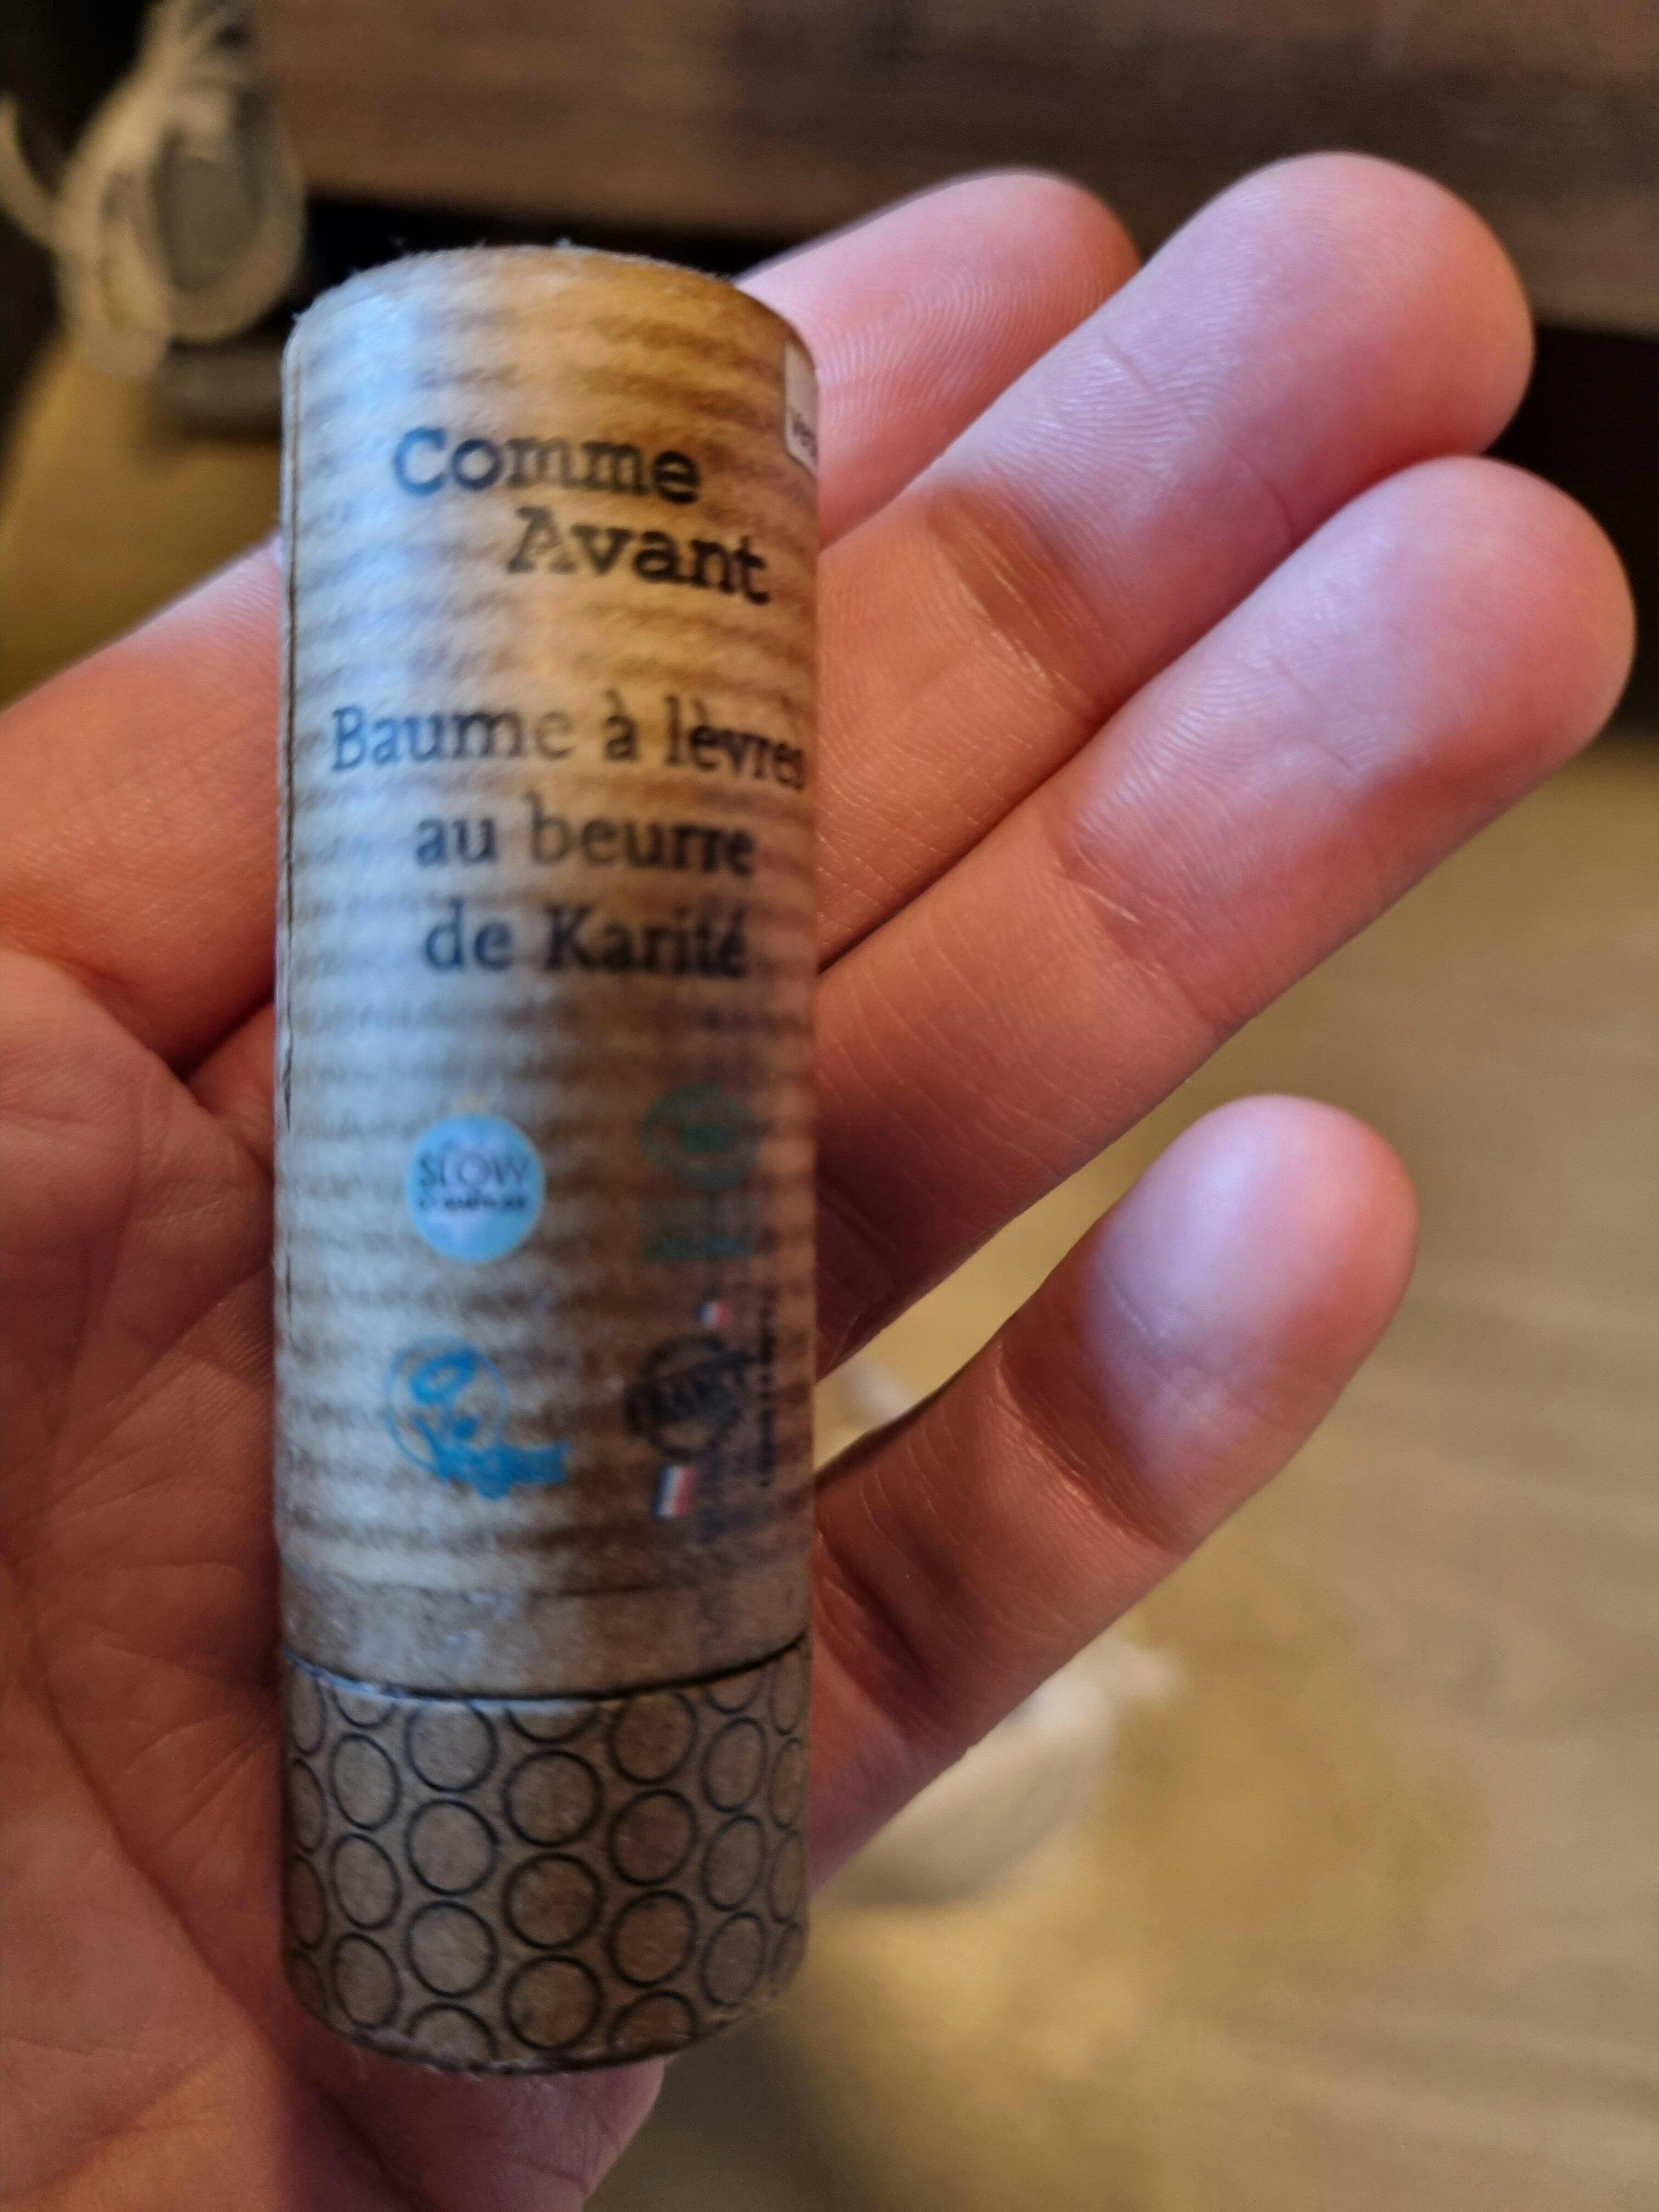 Comme
Avant
Baume à lèvres
au beurre
de Karité
SLOW